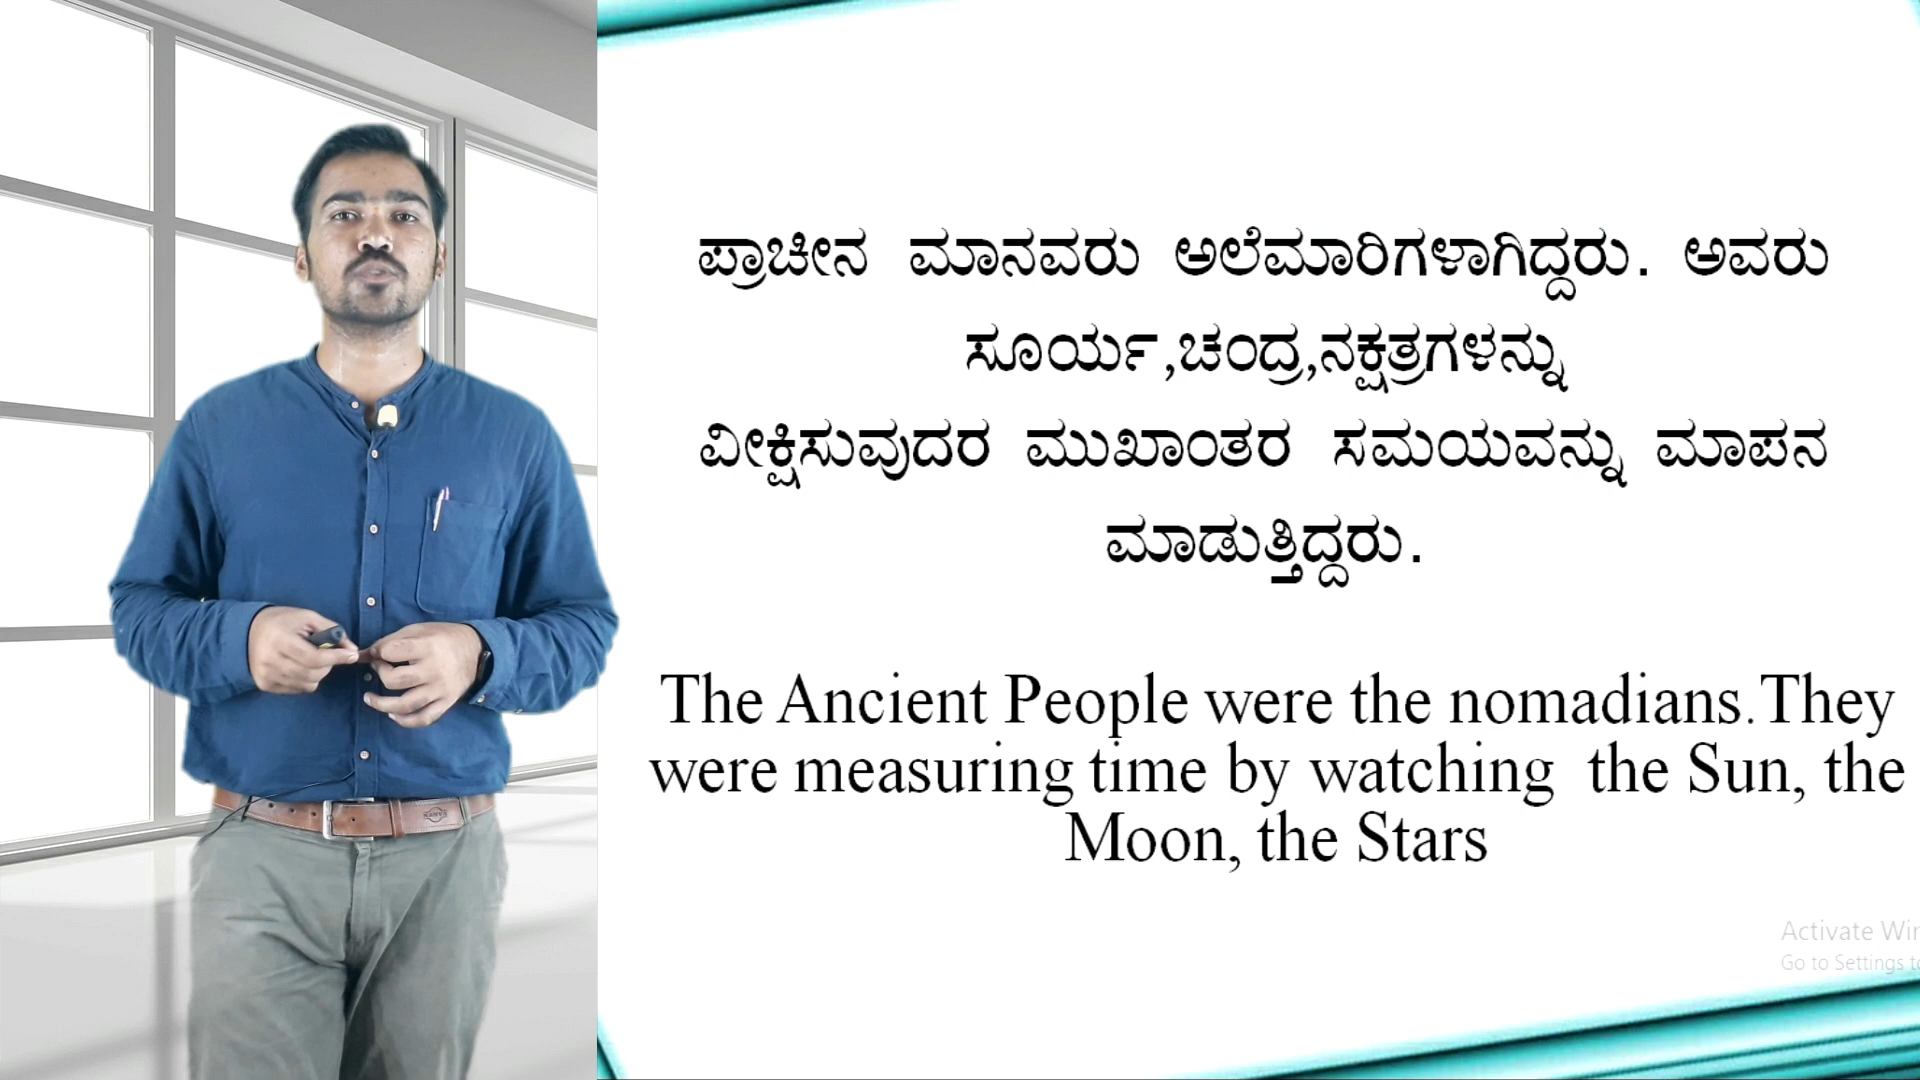 ಪ್ರಾಚೀನ ಮಾನವರು ಅಲೆಮಾರಿಗಳಾಗಿದ್ದರು. ಅವರು
ಸೂರ್ಯ,ಚಂದ್ರ,ನಕ್ಷತ್ರಗಳನ್ನು
ವೀಕ್ಷಿಸುವುದರ ಮುಖಾಂತರ ಸಮಯವನ್ನು ಮಾಪನ
ಮಾಡುತ್ತಿದ್ದರು.
The Ancient People were the nomadians.They
were measuring time by watching the Sun, the
Moon, the Stars
Activate
Go to Settings